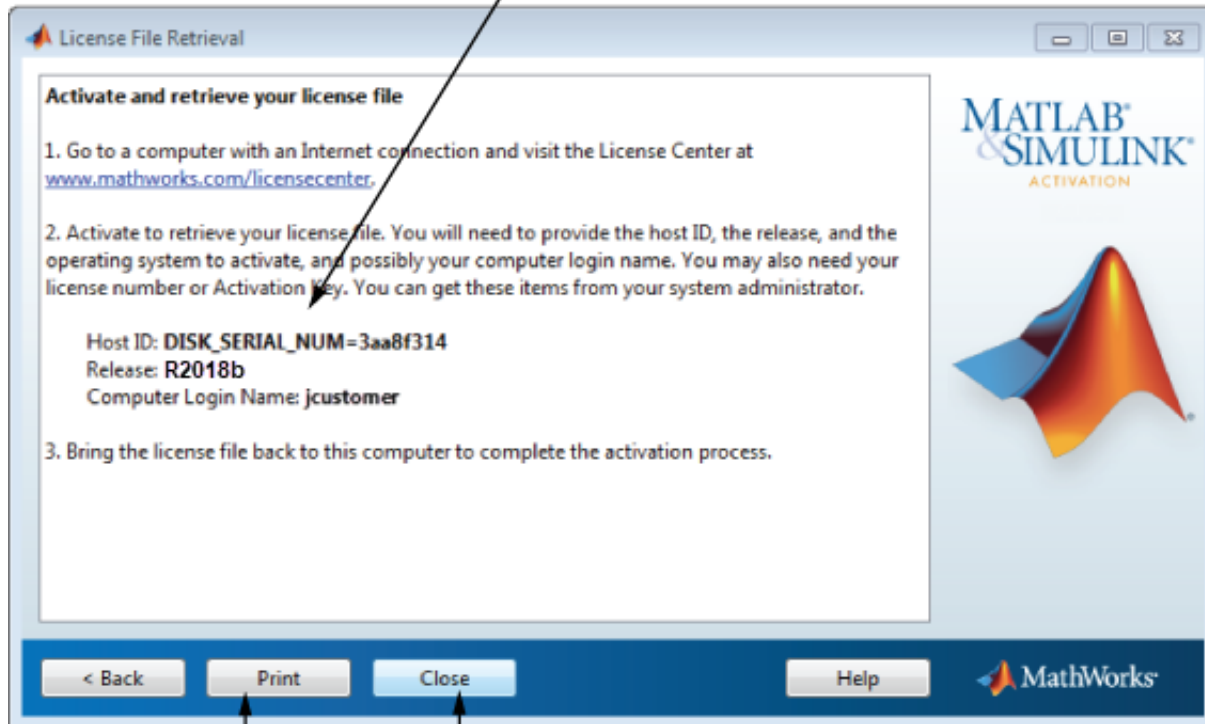 License File Retrieval
Activate and retrieve your license file
1. Go to a computer with an Internet connection and visit the License Center at
www.mathworks.com/licensecenter.
2. Activate to retrieve your license file. You will need to provide the host ID, the release, and the
operating system to activate, and possibly your computer login name. You may also need your
license number or Activation Key. You can get these items from your system administrator.
Host ID: DISK_SERIAL_NUM=3aa8f314
Release: R2018b
Computer Login Name: jcustomer
3. Bring the license file back to this computer to complete the activation process.
MATLAB®
&SIMULINK®
ACTIVATION
< Back
Print
Close
Help
MathWorks®